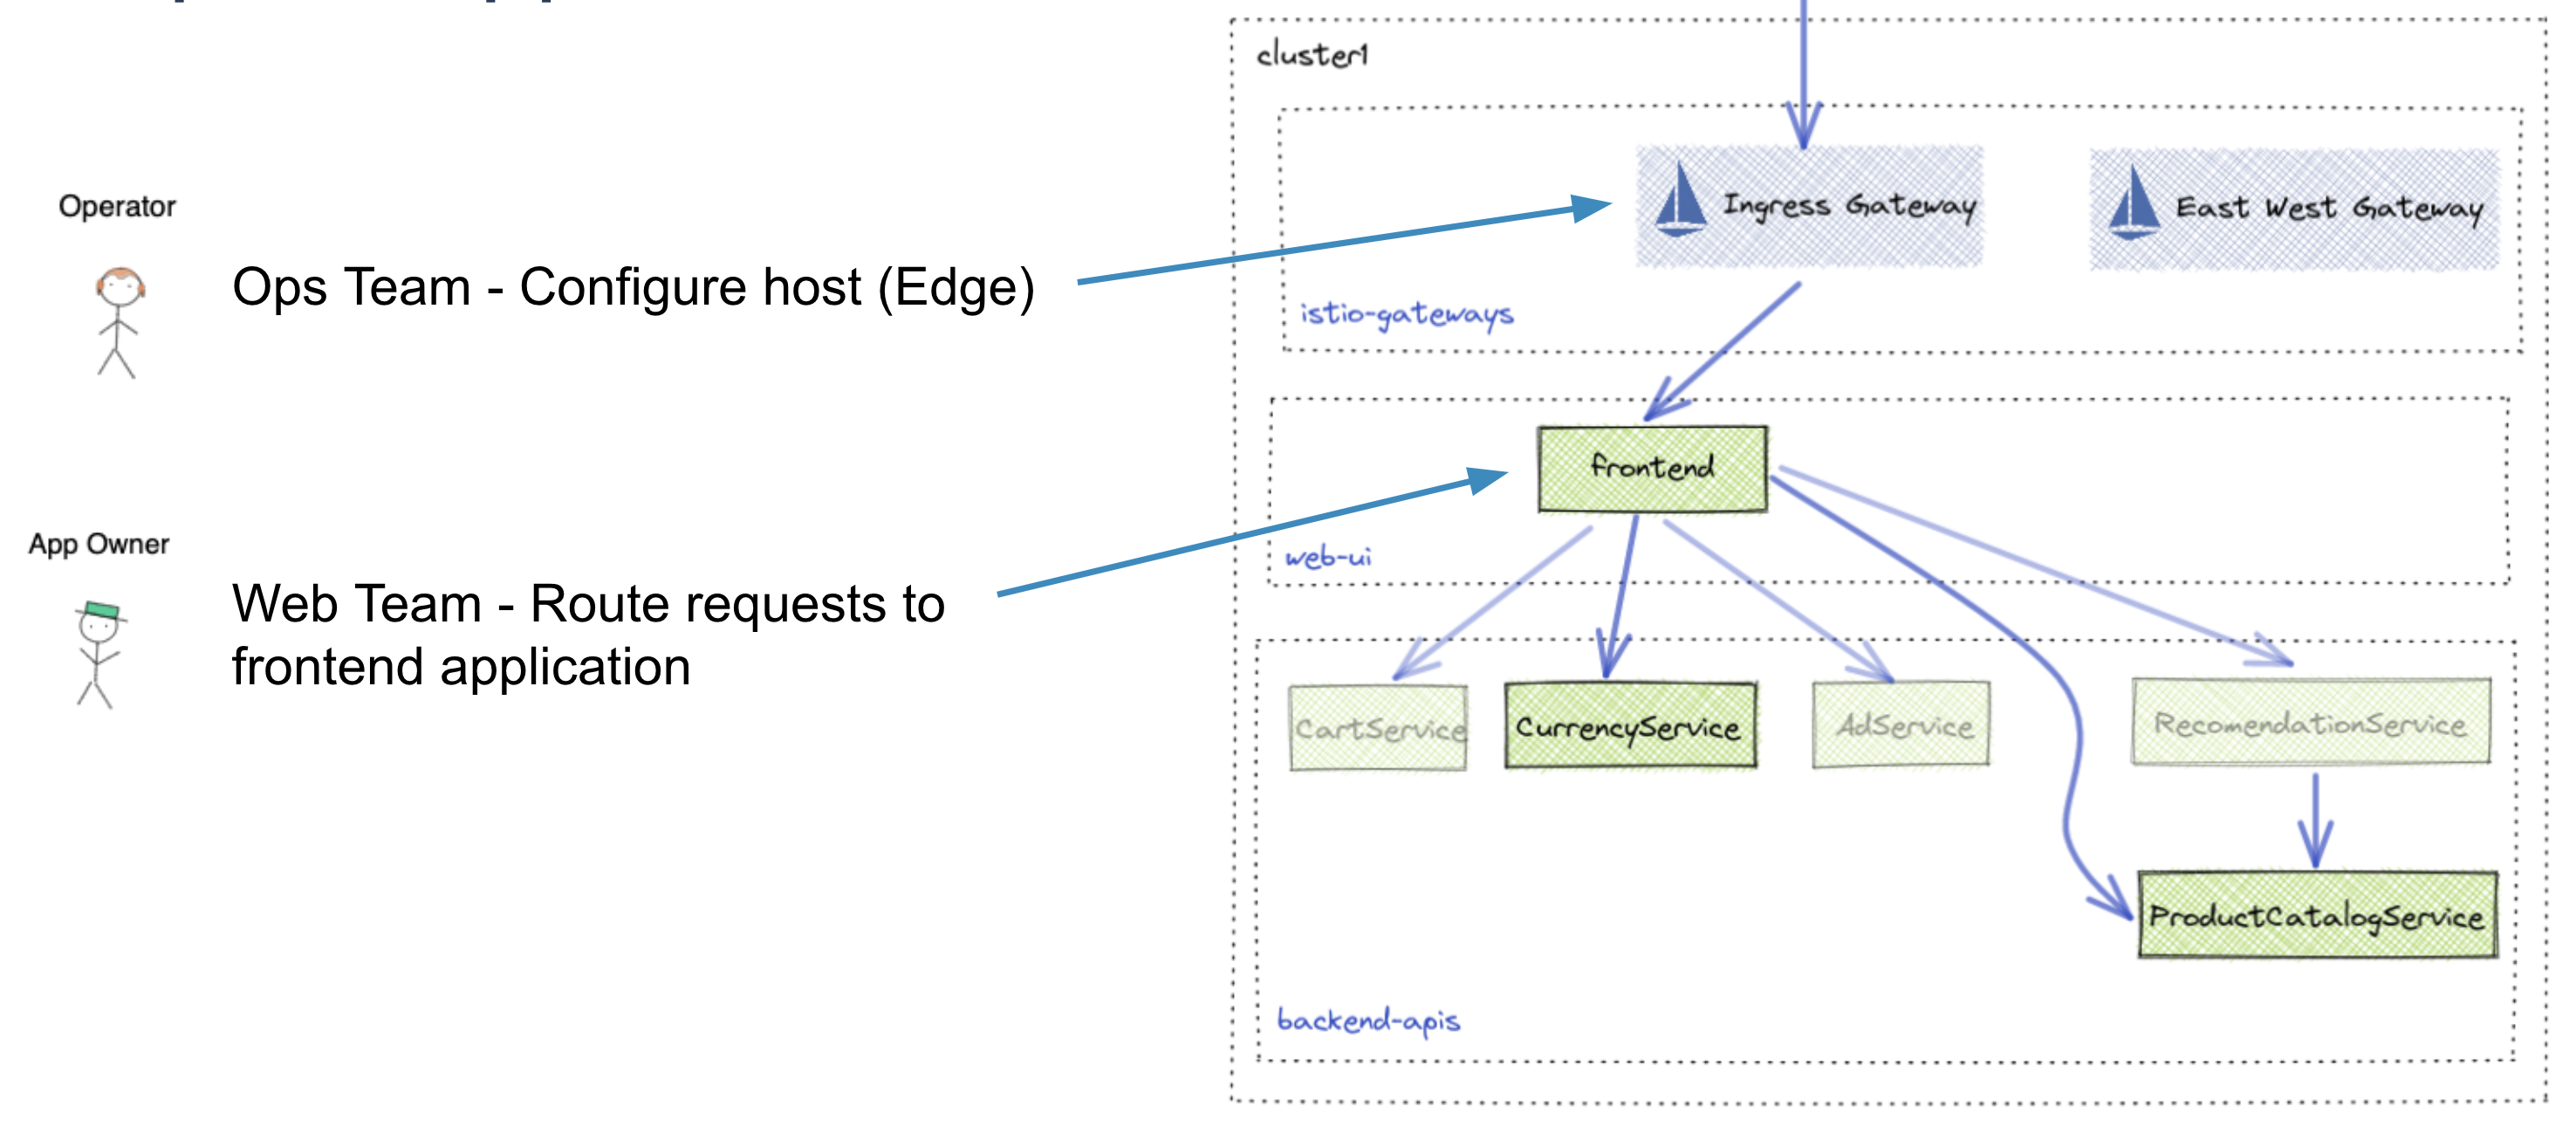 Operator
Ops Team - Configure host (Edge)
App Owner
Web Team - Route requests to
frontend application
cluster1
Ingress Gateway
East West Gateway
istio-gateways
frontend
web-ui
CartService
CurrencyService
AdService
RecomendationService
ProductCatalogService
backend-apis